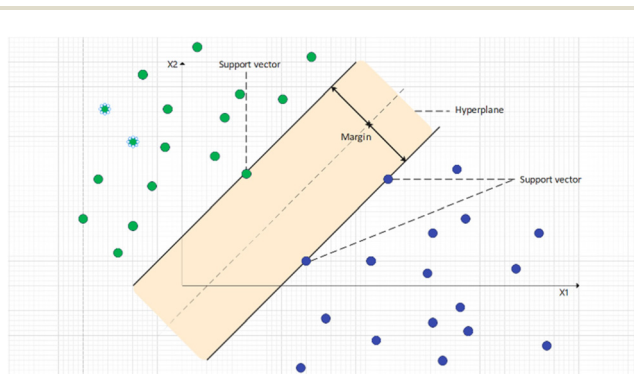 X2
Support vector
Hyperplane
Margin
Support vector
X1